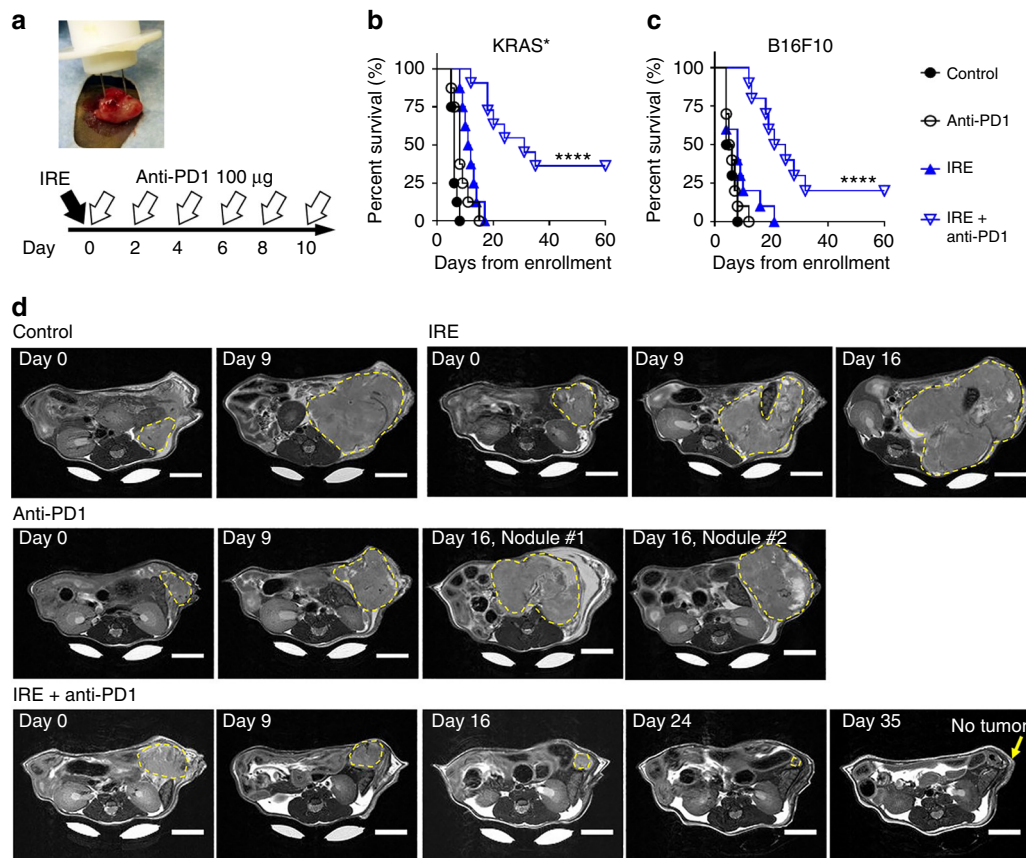 a
IRE
Anti-PD1 100 µg
Day 0 2 4 6 8 10
b
KRAS*
Percent survival (%)
100
75
50
25
0
0 20 40 60
Days from enrollment
****
c
B16F10
Percent survival (%)
100
75
50
25
0
0 20 40 60
Days from enrollment
****
Control
Anti-PD1
IRE
IRE +
anti-PD1
d
Control
Day 0
Day 9
IRE
Day 0
Day 9
Day 16
Anti-PD1
Day 0
Day 9
Day 16, Nodule #1
Day 16, Nodule #2
IRE + anti-PD1
Day 0
Day 9
Day 16
Day 24
Day 35
No tumor